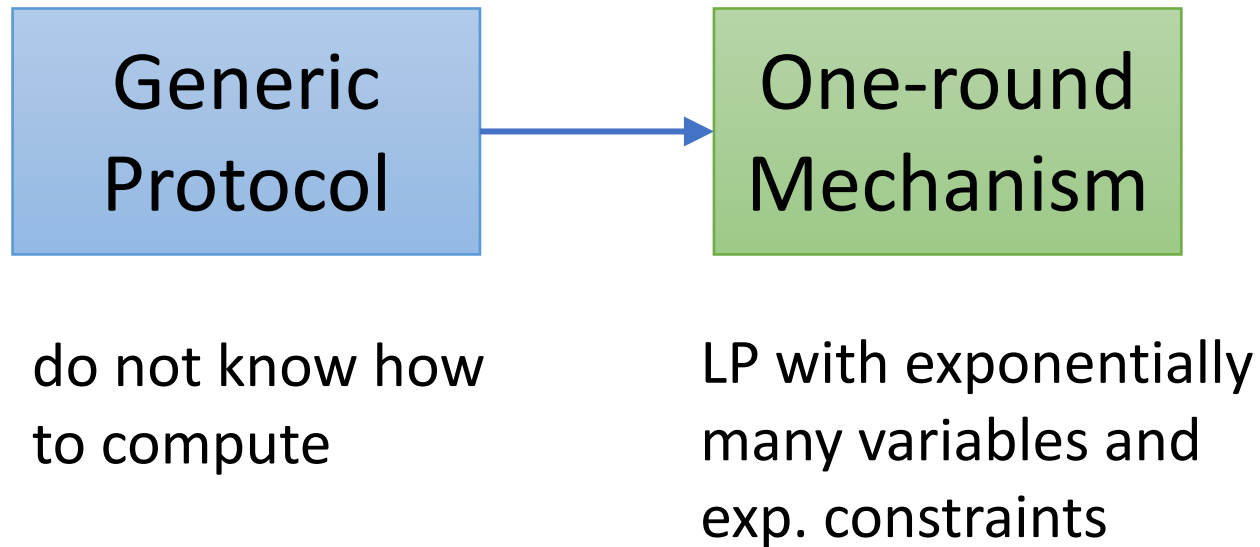 Generic
Protocol
One-round
Mechanism
do not know how
to compute
LP with exponentially
many variables and
exp. constraints